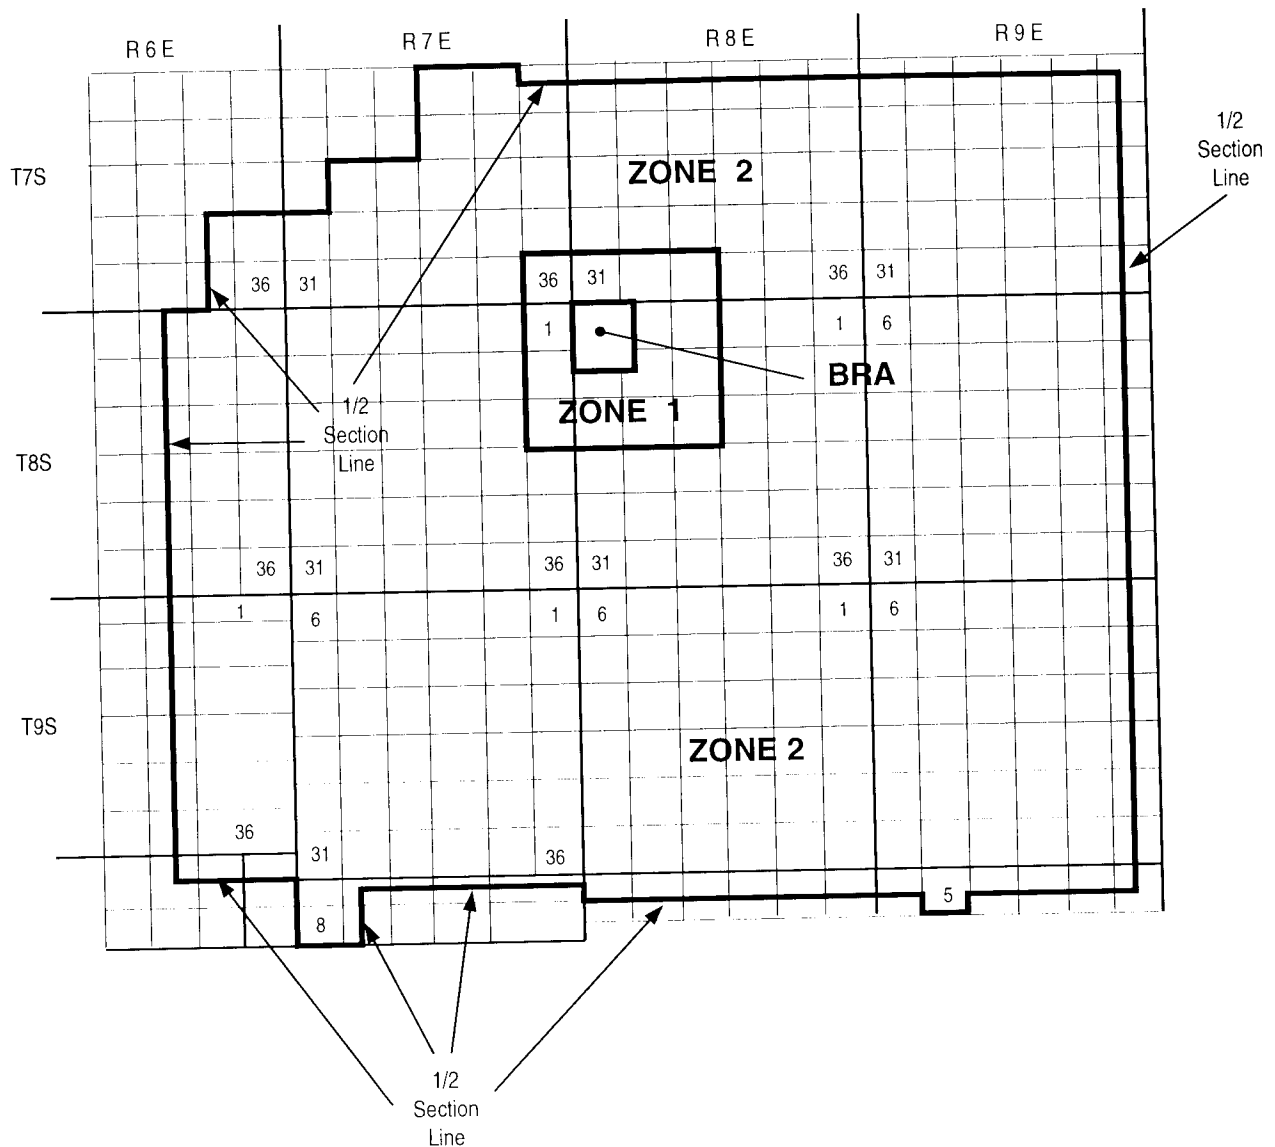 R6E
R7E
R8E
R9E
1/2
Section
Line
T7S
ZONE 2
36 31
36 31
36 31
1
1 6
BRA
1/2
Section
Line
ZONE 1
T8S
36 31
36 31
36 31
1 6
1 6
1 6
T9S
ZONE 2
36
31
36
8
5
1/2
Section
Line